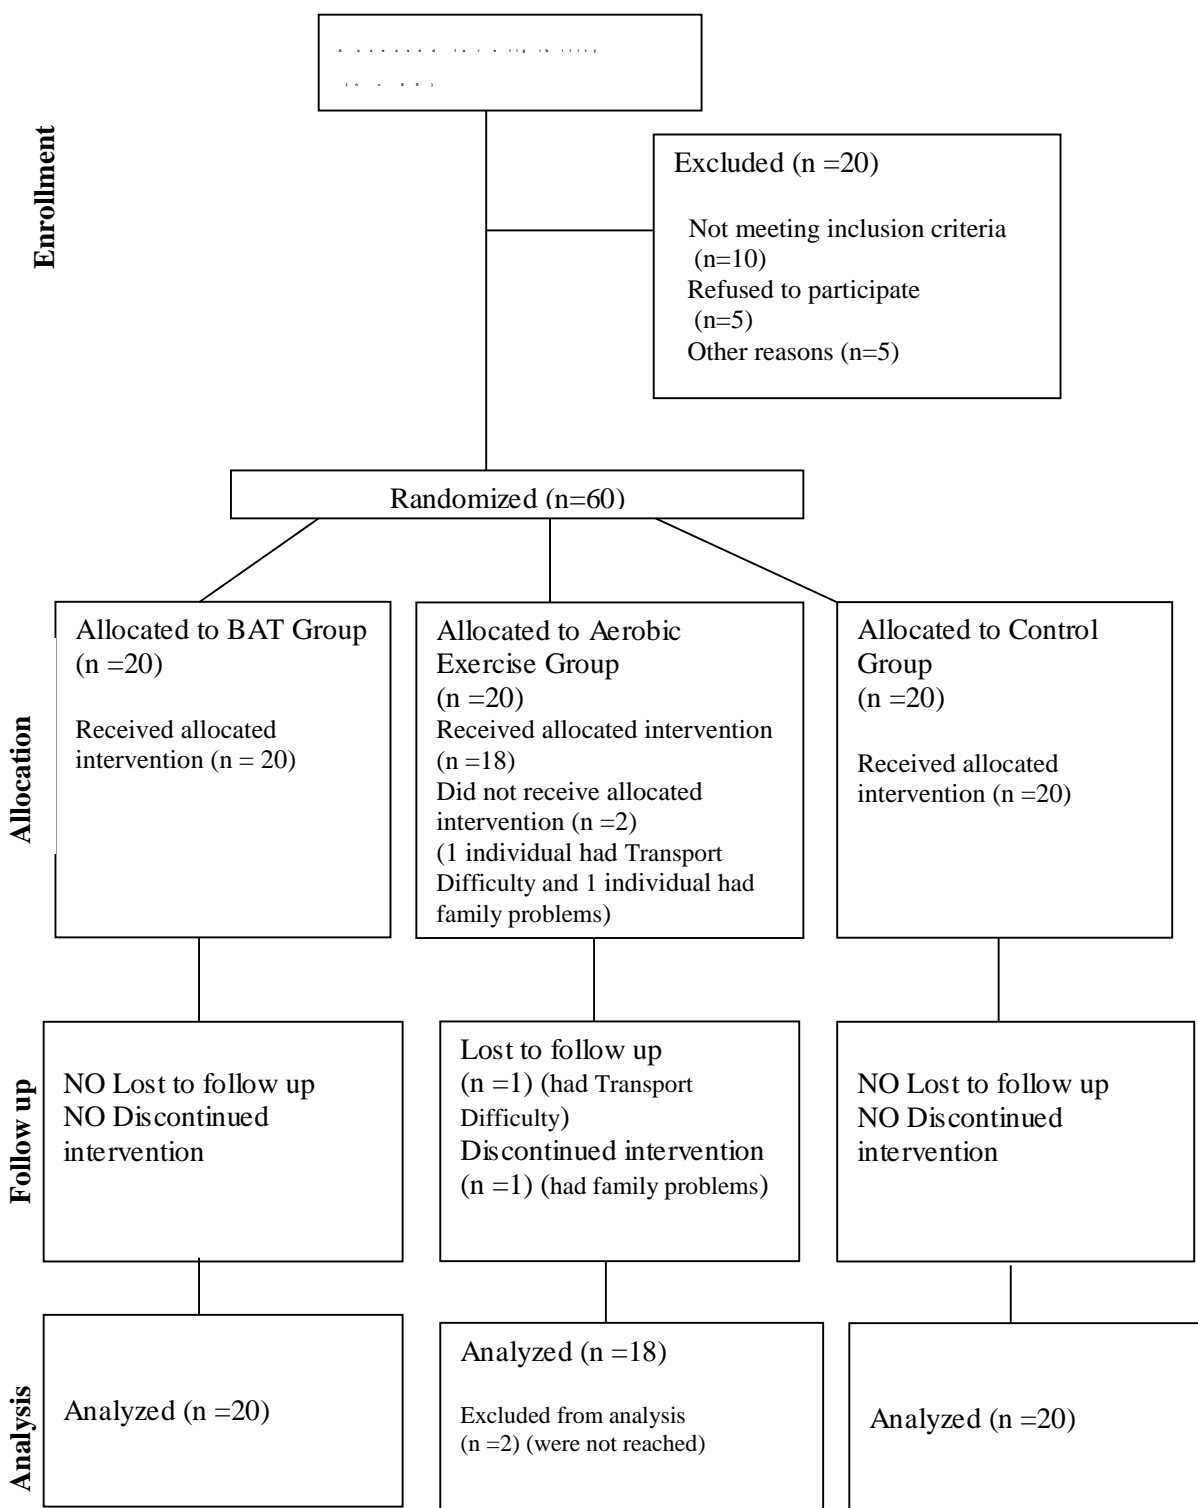 Enrollment
Excluded (n =20)
Not meeting inclusion criteria
(n=10)
Refused to participate
(n=5)
Other reasons (n=5)
Randomized (n=60)
Allocation
Allocated to BAT Group
(n =20)
Received allocated
intervention (n = 20)
Allocated to Aerobic
Exercise Group
(n =20)
Received allocated intervention
(n =18)
Did not receive allocated
intervention (n =2)
(1 individual had Transport
Difficulty and 1 individual had
family problems)
Allocated to Control
Group
(n =20)
Received allocated
intervention (n =20)
Follow up
NO Lost to follow up
NO Discontinued
intervention
Lost to follow up
(n =1) (had Transport
Difficulty)
Discontinued intervention
(n =1) (had family problems)
NO Lost to follow up
NO Discontinued
intervention
Analysis
Analyzed (n =20)
Analyzed (n =18)
Excluded from analysis
(n =2) (were not reached)
Analyzed (n =20)